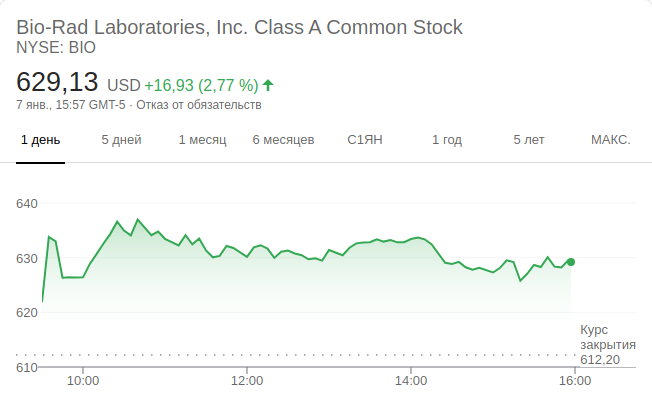 Bio-Rad Laboratories, Inc. Class A Common Stock
NYSE: BIO
629,13 USD +16,93 (2,77 %)
7 янв., 15:57 GMT-5 · Отказ от обязательств
1 день 5 дней 1 месяц 6 месяцев С1ЯН 1 год 5 лет МАКС.
640
630
620
Курс
закрытия
612,20
610
10:00 12:00 14:00 16:00